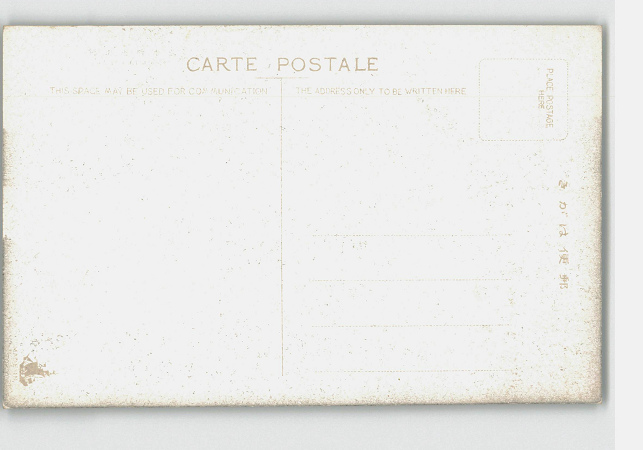 CARTE POSTALE
THIS SPACE MAY BE USED FOR COMMUNICATION
THE ADDRESS ONLY TO BE WRITTEN HERE
PLACE POSTAGE
HERE
きがは便郵